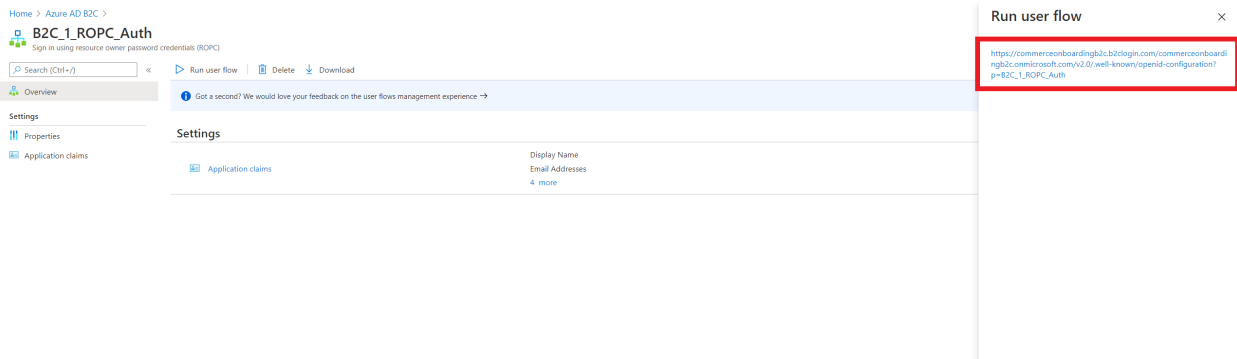 Home > Azure AD B2C >
B2C_1_ROPC_Auth
Sign in using resource owner password credentials (ROPC)
Search (Ctrl+/)
«
Overview
Settings
Properties
Application claims
Run user flow
Delete
Download
Got a second? We would love your feedback on the user flows management experience →
Settings
Application claims
Display Name
Email Addresses
4 more
Run user flow
https://commerceonboardingb2c.b2clogin.com/commerceonboardi
ngb2c.onmicrosoft.com/v2.0/.well-known/openid-configuration?
p=B2C_1_ROPC_Auth